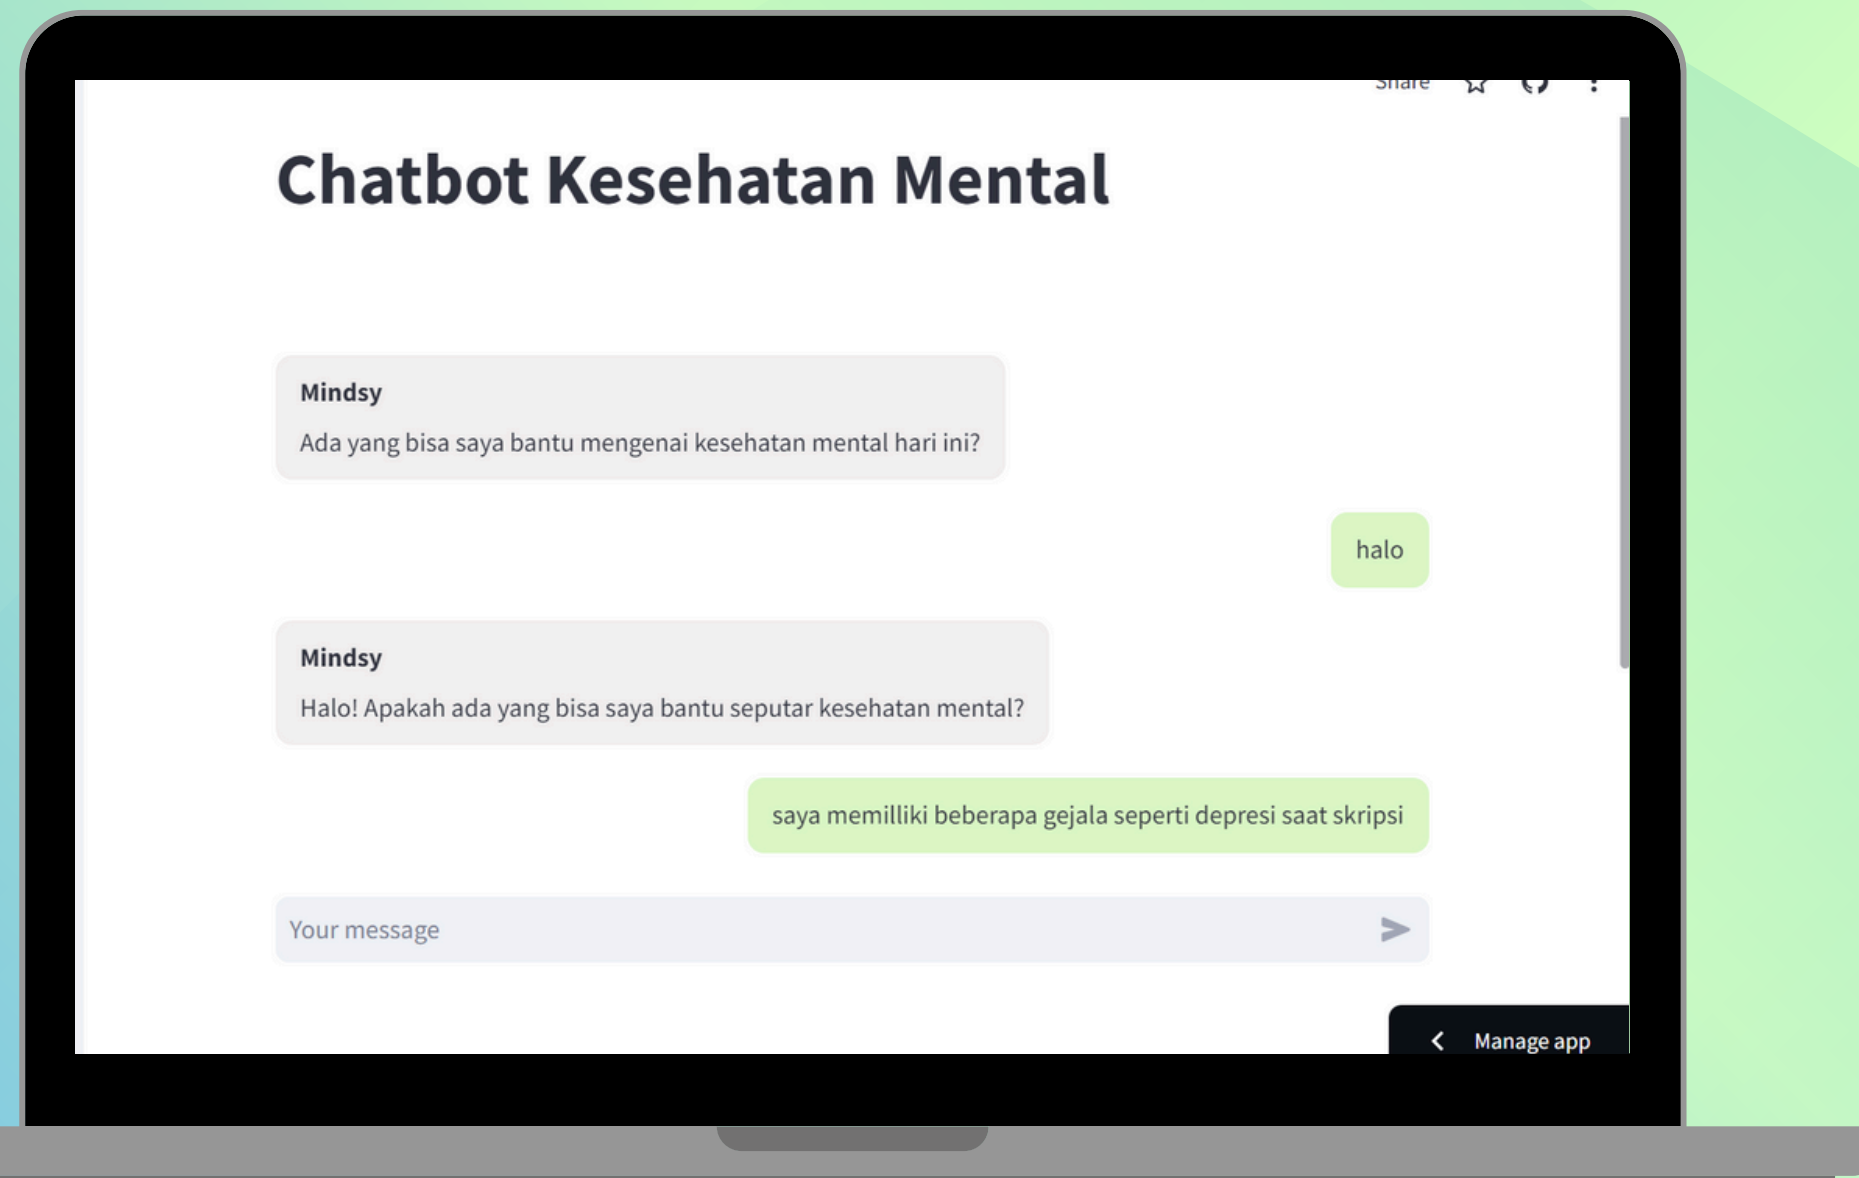 Share
Chatbot Kesehatan Mental
Mindsy
Ada yang bisa saya bantu mengenai kesehatan mental hari ini?
halo
Mindsy
Halo! Apakah ada yang bisa saya bantu seputar kesehatan mental?
saya memilliki beberapa gejala seperti depresi saat skripsi
Your message
Manage app